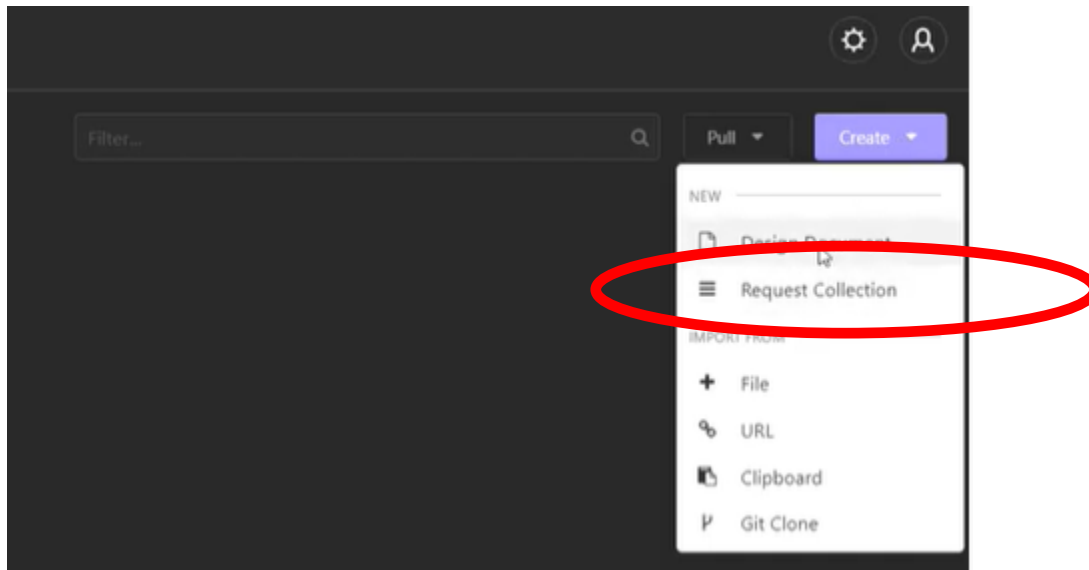 Filter...
Pull
Create
NEW
Design Document
Request Collection
IMPORT FROM
File
URL
Clipboard
Git Clone